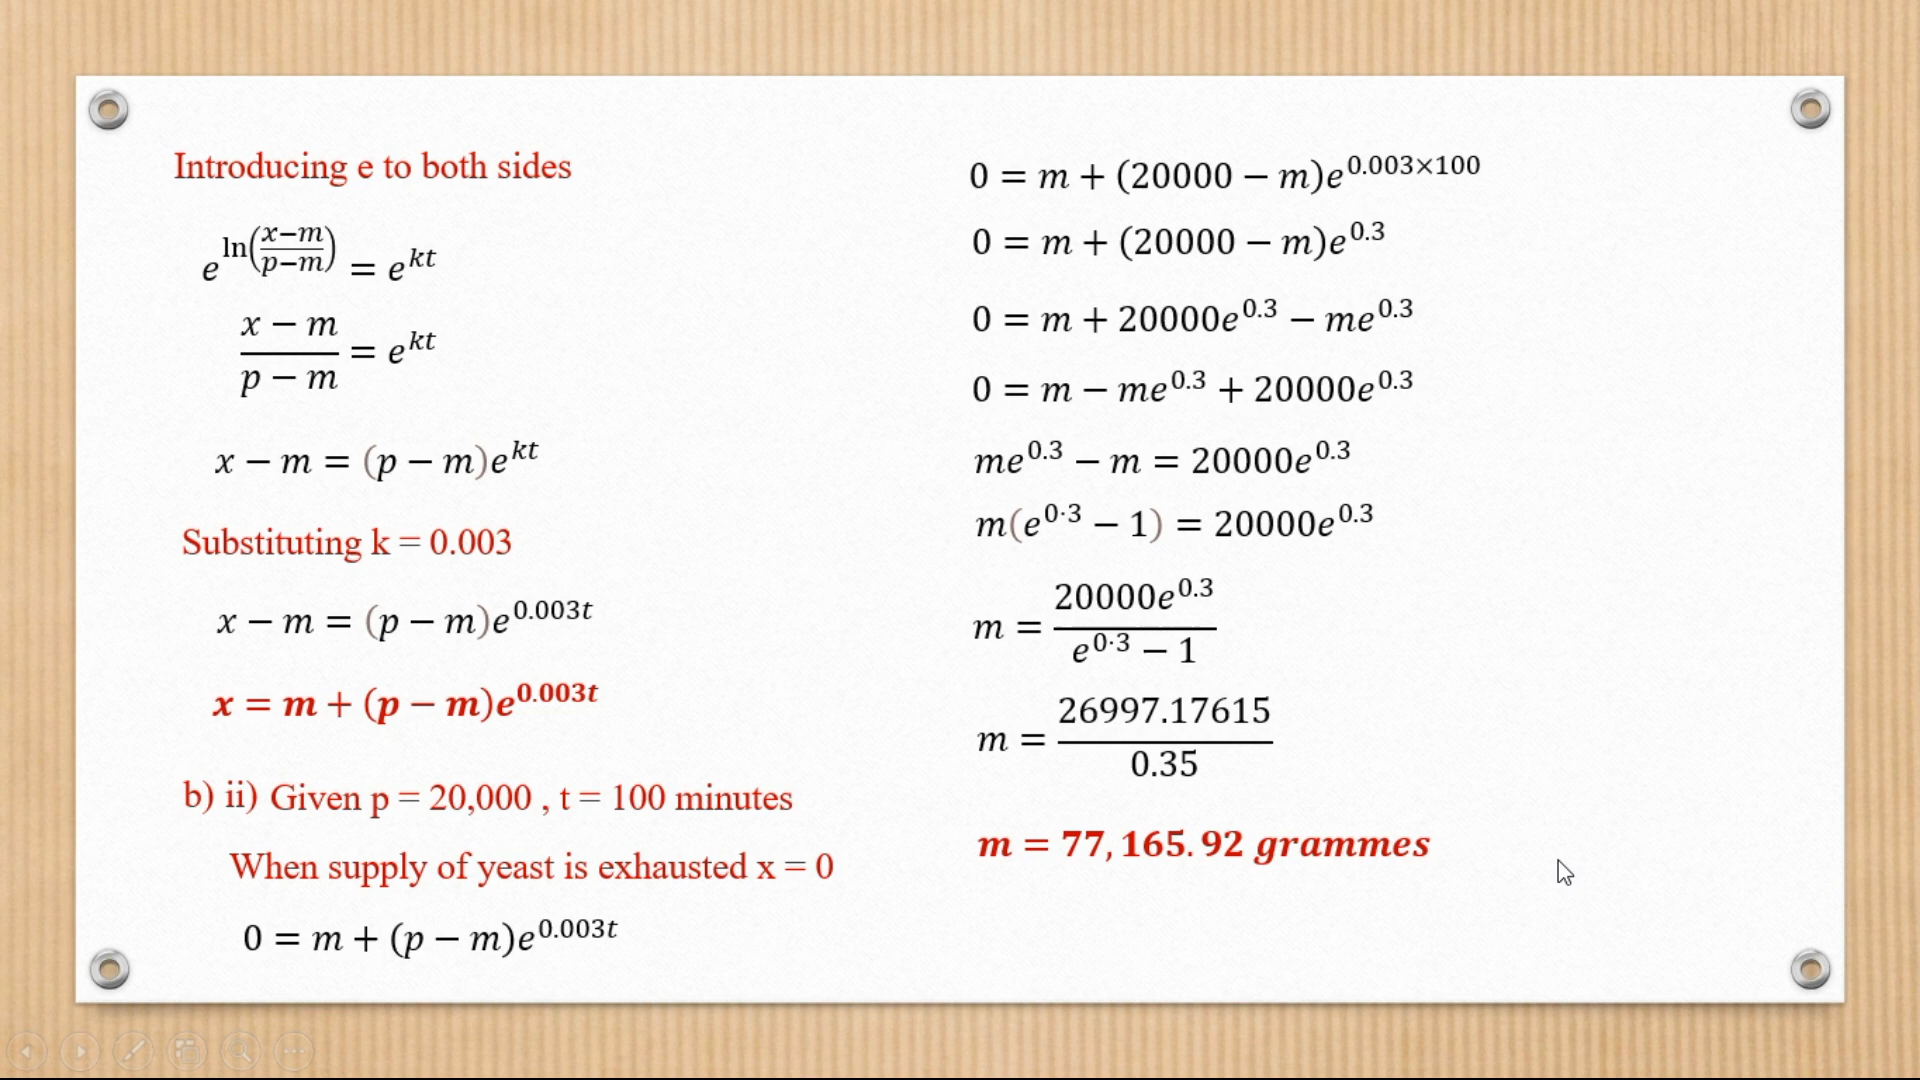 Introducing e to both sides
e^{ln((x−m)/(p−m))} = e^{kt}
(x − m)/(p − m) = e^{kt}
x − m = (p − m)e^{kt}
Substituting k = 0.003
x − m = (p − m)e^{0.003t}
x = m + (p − m)e^{0.003t}
b) ii) Given p = 20,000 , t = 100 minutes
When supply of yeast is exhausted x = 0
0 = m + (p − m)e^{0.003t}
0 = m + (20000 − m)e^{0.003×100}
0 = m + (20000 − m)e^{0.3}
0 = m + 20000e^{0.3} − me^{0.3}
0 = m − me^{0.3} + 20000e^{0.3}
me^{0.3} − m = 20000e^{0.3}
m(e^{0·3} − 1) = 20000e^{0.3}
m = 20000e^{0.3}/(e^{0·3} − 1)
m = 26997.17615/0.35
m = 77,165.92 grammes